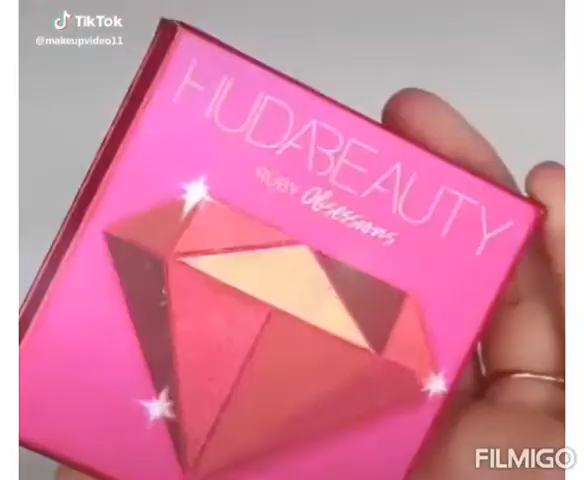 TikTok
@makeupvideo11
HUDABEAUTY
RUBY Obsessions
FILMIGO